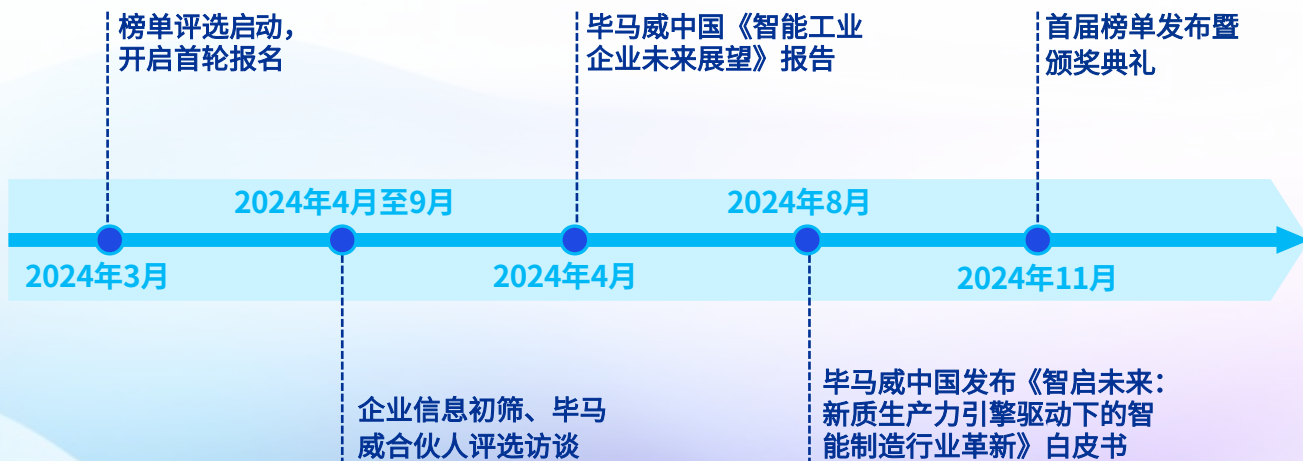 榜单评选启动，
开启首轮报名
毕马威中国《智能工业
企业未来展望》报告
首届榜单发布暨
颁奖典礼
2024年4月至9月
2024年8月
2024年3月
2024年4月
2024年11月
企业信息初筛、毕马
威合伙人评选访谈
毕马威中国发布《智启未来：
新质生产力引擎驱动下的智
能制造行业革新》白皮书